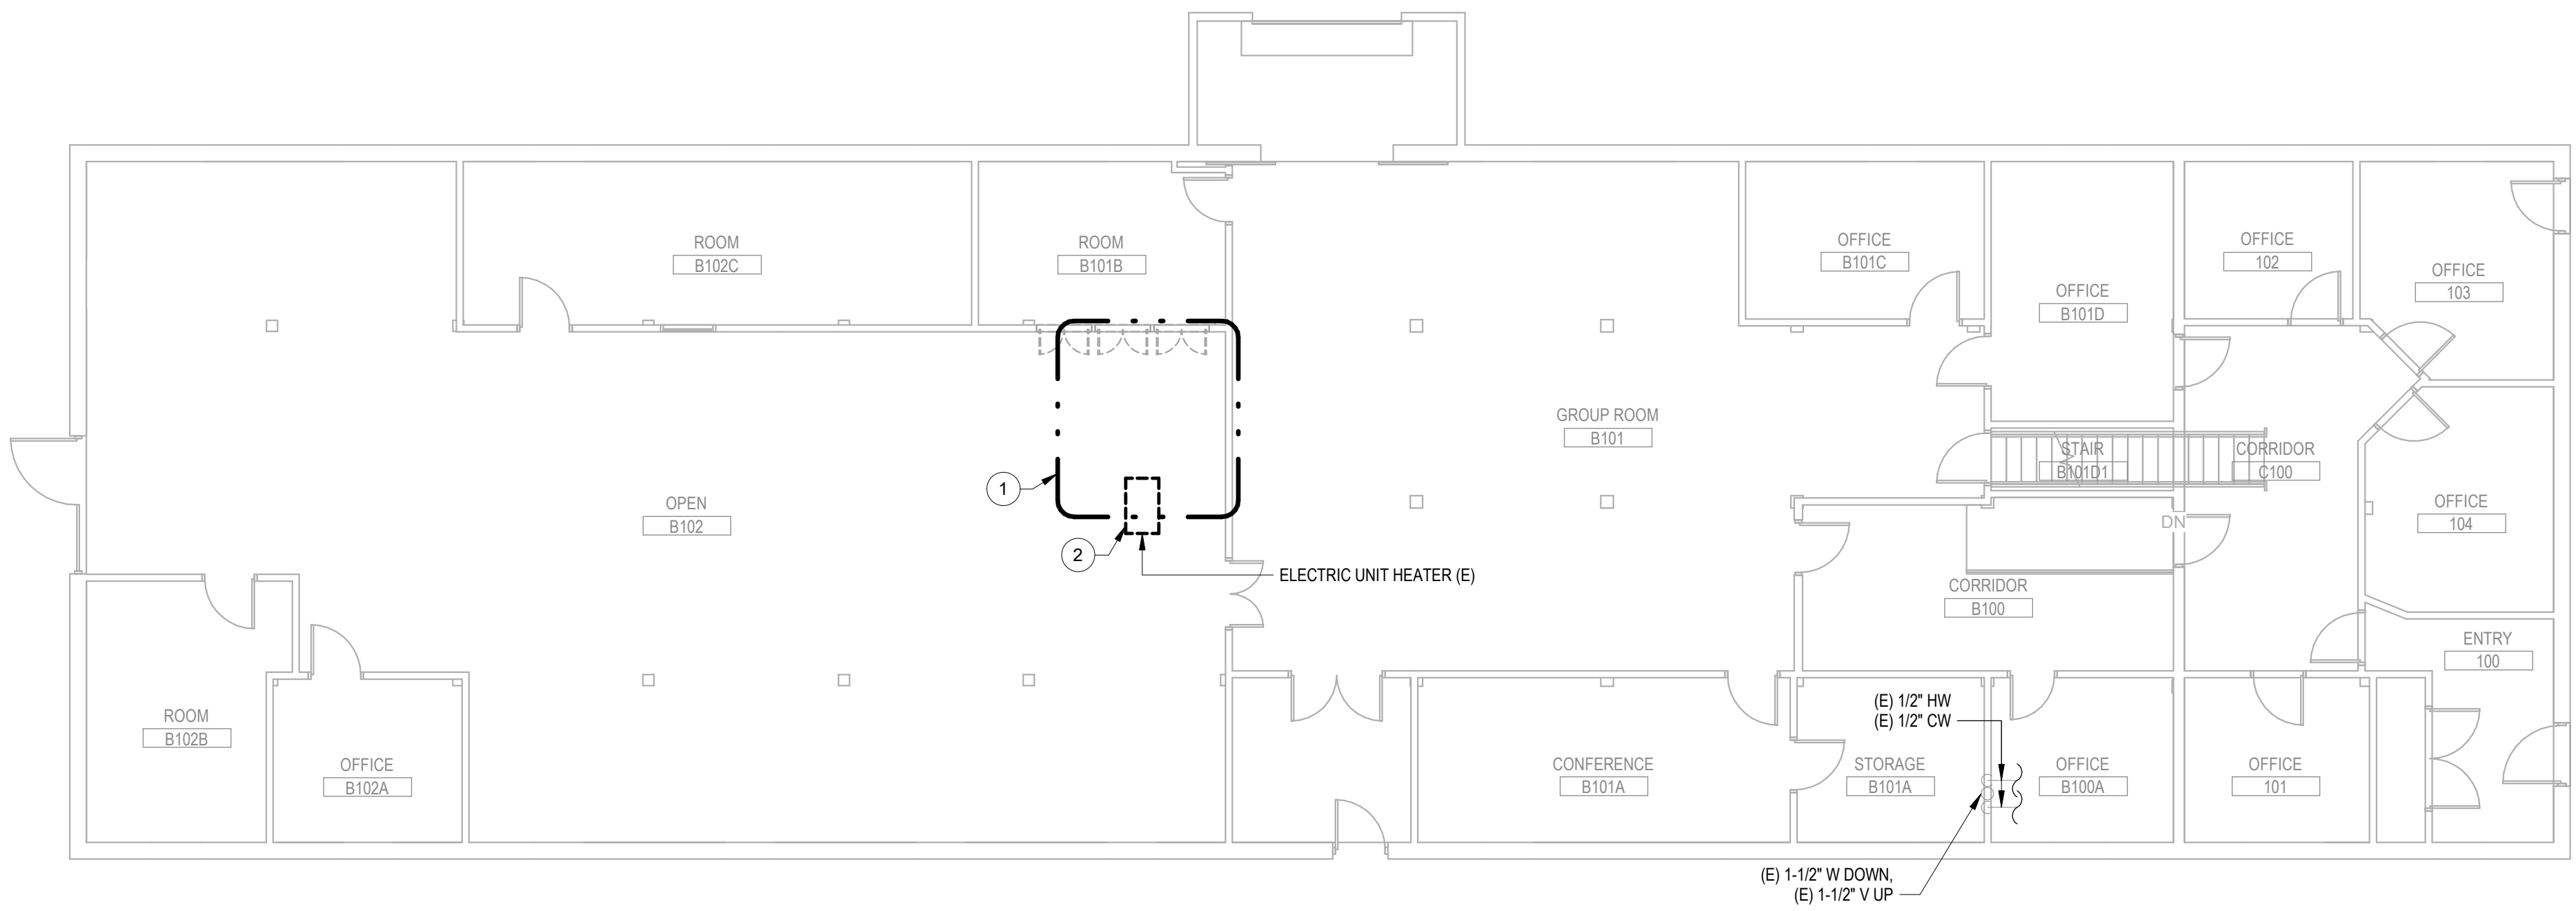 ROOM
B102C
ROOM
B101B
OFFICE
B101C
OFFICE
B101D
OFFICE
102
OFFICE
103
GROUP ROOM
B101
STAIR
B101D1
CORRIDOR
C100
1
OPEN
B102
OFFICE
104
DN
2
ELECTRIC UNIT HEATER (E)
CORRIDOR
B100
ENTRY
100
ROOM
B102B
OFFICE
B102A
CONFERENCE
B101A
STORAGE
B101A
(E) 1/2" HW
(E) 1/2" CW
OFFICE
B100A
OFFICE
101
(E) 1-1/2" W DOWN,
(E) 1-1/2" V UP